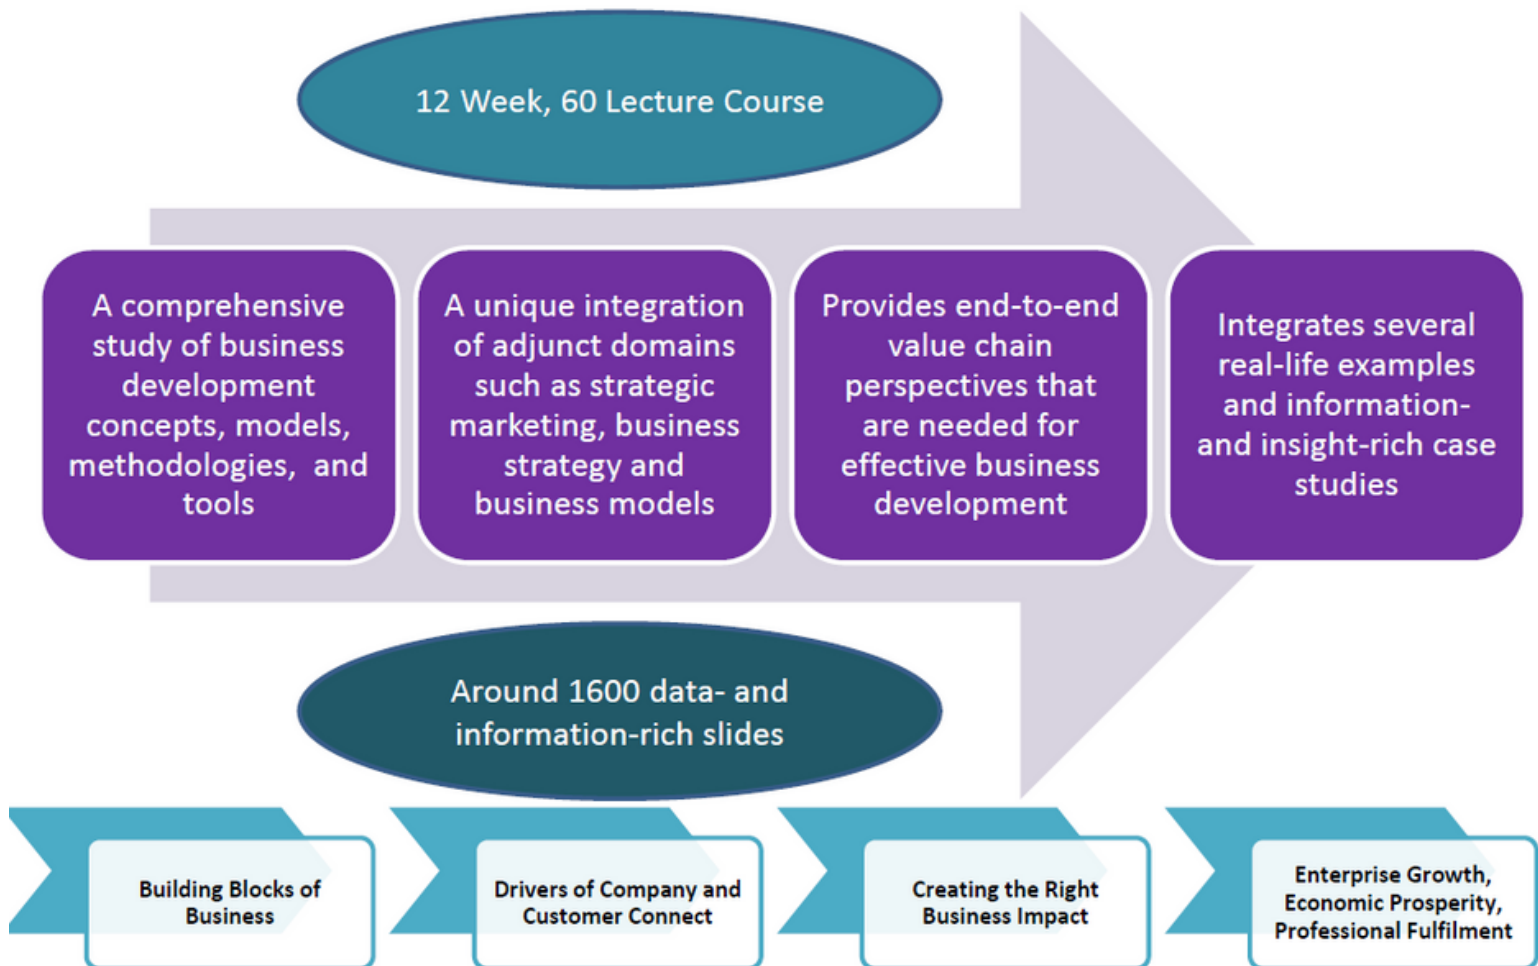 12 Week, 60 Lecture Course
A comprehensive
study of business
development
concepts, models,
methodologies,  and
tools
A unique integration
of adjunct domains
such as strategic
marketing, business
strategy and
business models
Provides end-to-end
value chain
perspectives that
are needed for
effective business
development
Integrates several
real-life examples
and information-
and insight-rich case
studies
Around 1600 data- and
information-rich slides
Building Blocks of
Business
Drivers of Company and
Customer Connect
Creating the Right
Business Impact
Enterprise Growth,
Economic Prosperity,
Professional Fulfilment